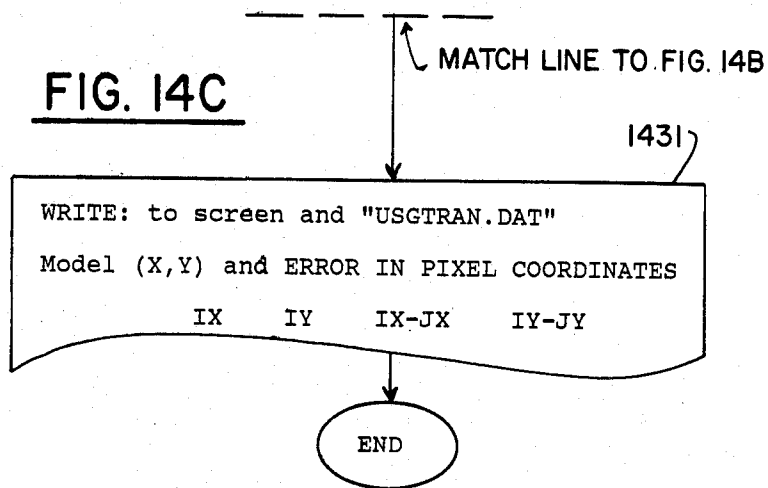 MATCH LINE TO FIG. 14B
FIG. 14C
1431
WRITE: to screen and "USGTRAN.DAT"
Model (X,Y) and ERROR IN PIXEL COORDINATES
IX IY IX-JX IY-JY
END